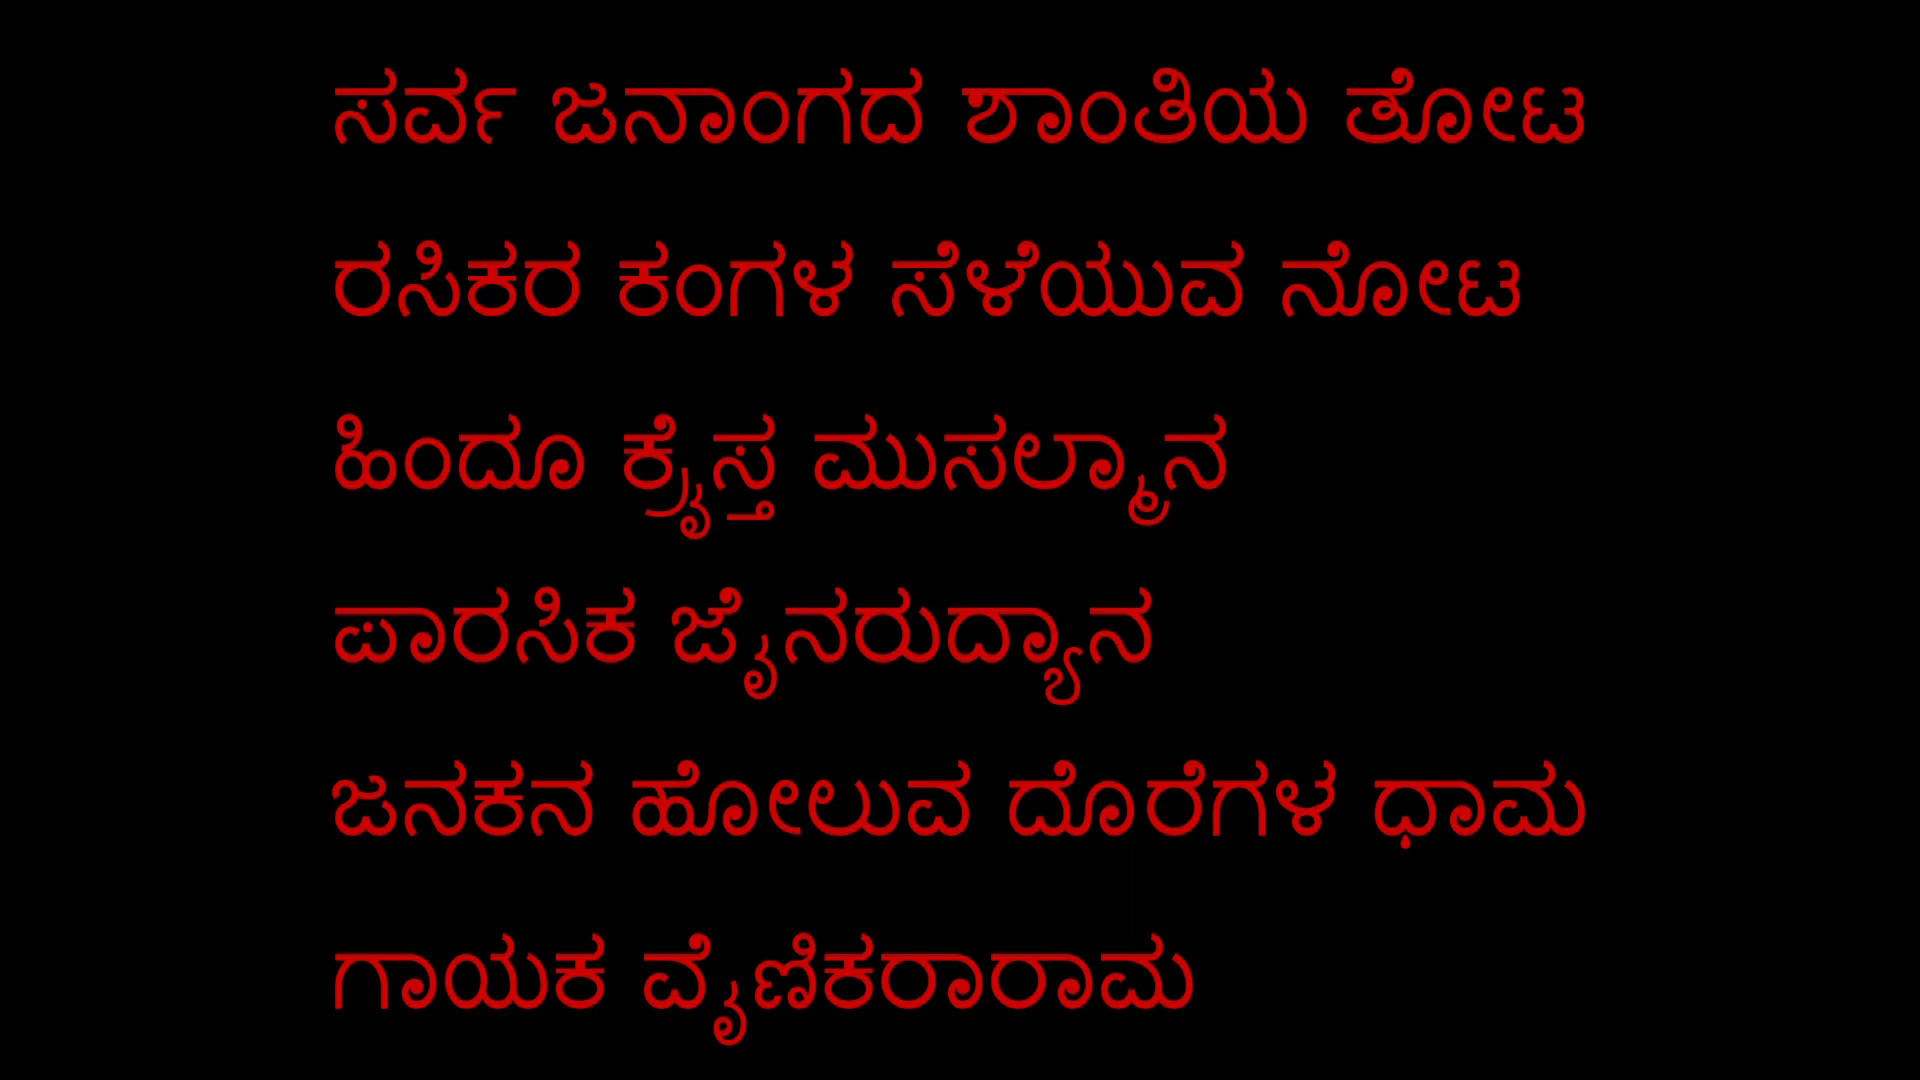 ಸರ್ವ ಜನಾಂಗದ ಶಾಂತಿಯ ತೋಟ
ರಸಿಕರ ಕಂಗಳ ಸೆಳೆಯುವ ನೋಟ
ಹಿಂದೂ ಕ್ರೈಸ್ತ ಮುಸಲ್ಮಾನ
ಪಾರಸಿಕ ಜೈನರುದ್ಯಾನ
ಜನಕನ ಹೋಲುವ ದೊರೆಗಳ ಧಾಮ
ಗಾಯಕ ವೈಣಿಕರಾರಾಮ